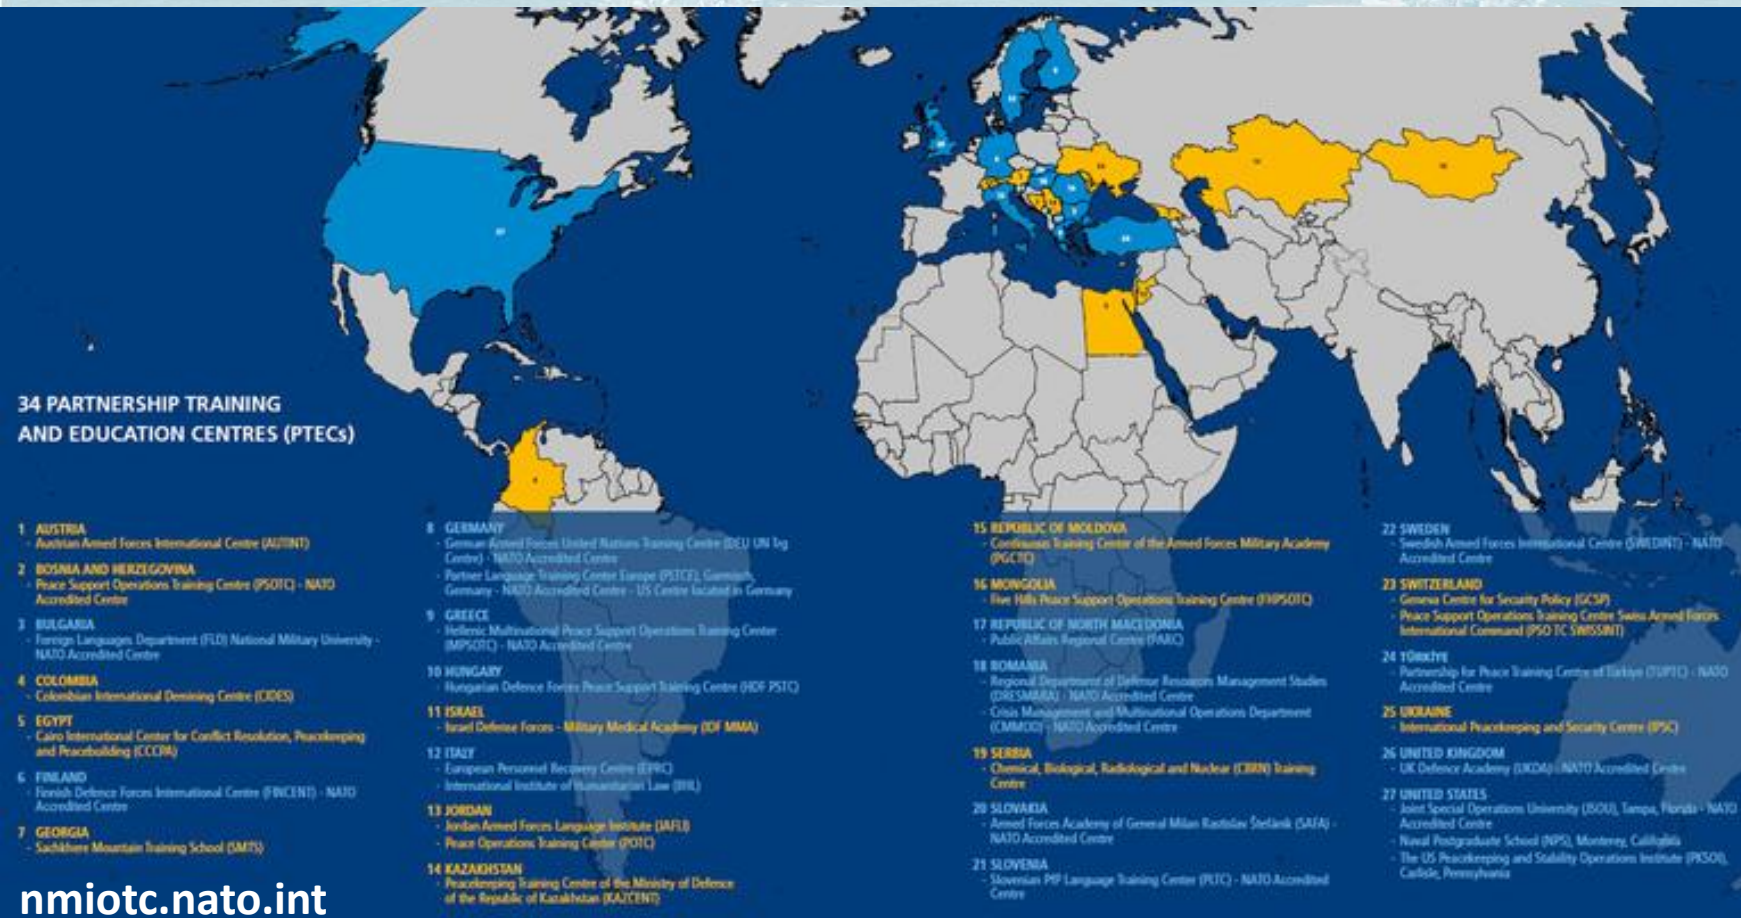 34 PARTNERSHIP TRAINING
AND EDUCATION CENTRES (PTECs)
1 AUSTRIA
- Austrian Armed Forces International Centre (AUTINT)
2 BOSNIA AND HERZEGOVINA
- Peace Support Operations Training Centre (PSOTC) - NATO
Accredited Centre
3 BULGARIA
- Foreign Languages Department (FLD) National Military University -
NATO Accredited Centre
4 COLOMBIA
- Colombian International Demining Centre (CIDES)
5 EGYPT
- Cairo International Center for Conflict Resolution, Peacekeeping
and Peacebuilding (CCCPA)
6 FINLAND
- Finnish Defence Forces International Centre (FINCENT) - NATO
Accredited Centre
7 GEORGIA
- Sachkhere Mountain Training School (SMTS)
8 GERMANY
- German Armed Forces United Nations Training Centre (DEU UN Trg
Centre) - NATO Accredited Centre
- Partner Language Training Center Europe (PLTCE), Garmisch,
Germany - NATO Accredited Centre - US Centre located in Germany
9 GREECE
- Hellenic Multinational Peace Support Operations Training Center
(MPSOTC) - NATO Accredited Centre
10 HUNGARY
- Hungarian Defence Forces Peace Support Training Centre (HDF PSTC)
11 ISRAEL
- Israel Defense Forces - Military Medical Academy (IDF MMA)
12 ITALY
- European Personnel Recovery Centre (EPRC)
- International Institute of Humanitarian Law (IIHL)
13 JORDAN
- Jordan Armed Forces Language Institute (JAFLI)
- Peace Operations Training Center (POTC)
14 KAZAKHSTAN
- Peacekeeping Training Centre of the Ministry of Defence
of the Republic of Kazakhstan (KAZCENT)
15 REPUBLIC OF MOLDOVA
- Continuous Training Center of the Armed Forces Military Academy
(PGCTC)
16 MONGOLIA
- Five Hills Peace Support Operations Training Centre (FHPSOTC)
17 REPUBLIC OF NORTH MACEDONIA
- Public Affairs Regional Centre (PARC)
18 ROMANIA
- Regional Department of Defense Resources Management Studies
(DRESMARA) - NATO Accredited Centre
- Crisis Management and Multinational Operations Department
(CMMOD) - NATO Accredited Centre
19 SERBIA
- Chemical, Biological, Radiological and Nuclear (CBRN) Training
Centre
20 SLOVAKIA
- Armed Forces Academy of General Milan Rastislav Štefánik (SAFA) -
NATO Accredited Centre
21 SLOVENIA
- Slovenian PfP Language Training Center (PLTC) - NATO Accredited
Centre
22 SWEDEN
- Swedish Armed Forces International Centre (SWEDINT) - NATO
Accredited Centre
23 SWITZERLAND
- Geneva Centre for Security Policy (GCSP)
- Peace Support Operations Training Centre Swiss Armed Forces
International Command (PSO TC SWISSINT)
24 TÜRKİYE
- Partnership for Peace Training Centre of Türkiye (TUPTC) - NATO
Accredited Centre
25 UKRAINE
- International Peacekeeping and Security Centre (IPSC)
26 UNITED KINGDOM
- UK Defence Academy (UKDA) - NATO Accredited Centre
27 UNITED STATES
- Joint Special Operations University (JSOU), Tampa, Florida - NATO
Accredited Centre
- Naval Postgraduate School (NPS), Monterey, California
- The US Peacekeeping and Stability Operations Institute (PKSOI),
Carlisle, Pennsylvania
nmiotc.nato.int